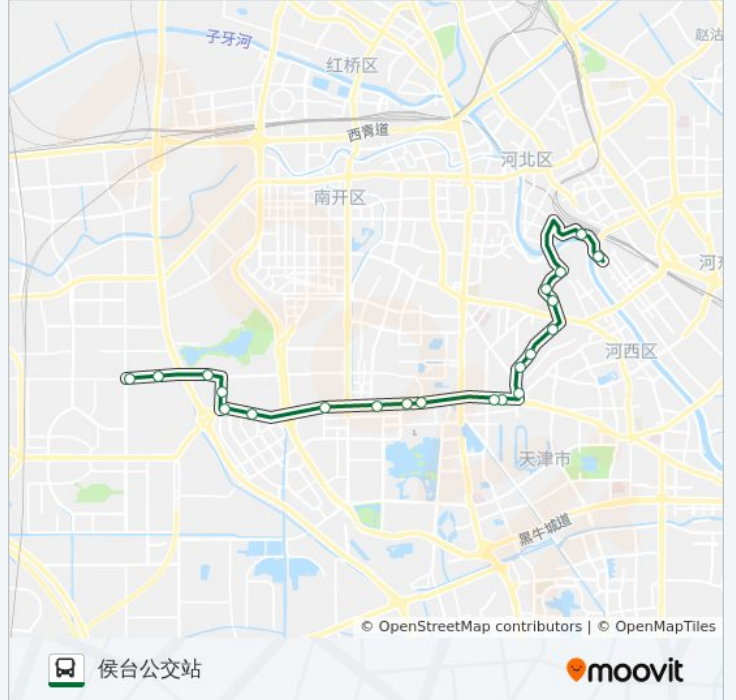 子牙河
赵沽
红桥区
西青道
河北区
南开区
河东
河西区
天津市
黑牛城道
© OpenStreetMap contributors | © OpenMapTiles
侯台公交站
moovit